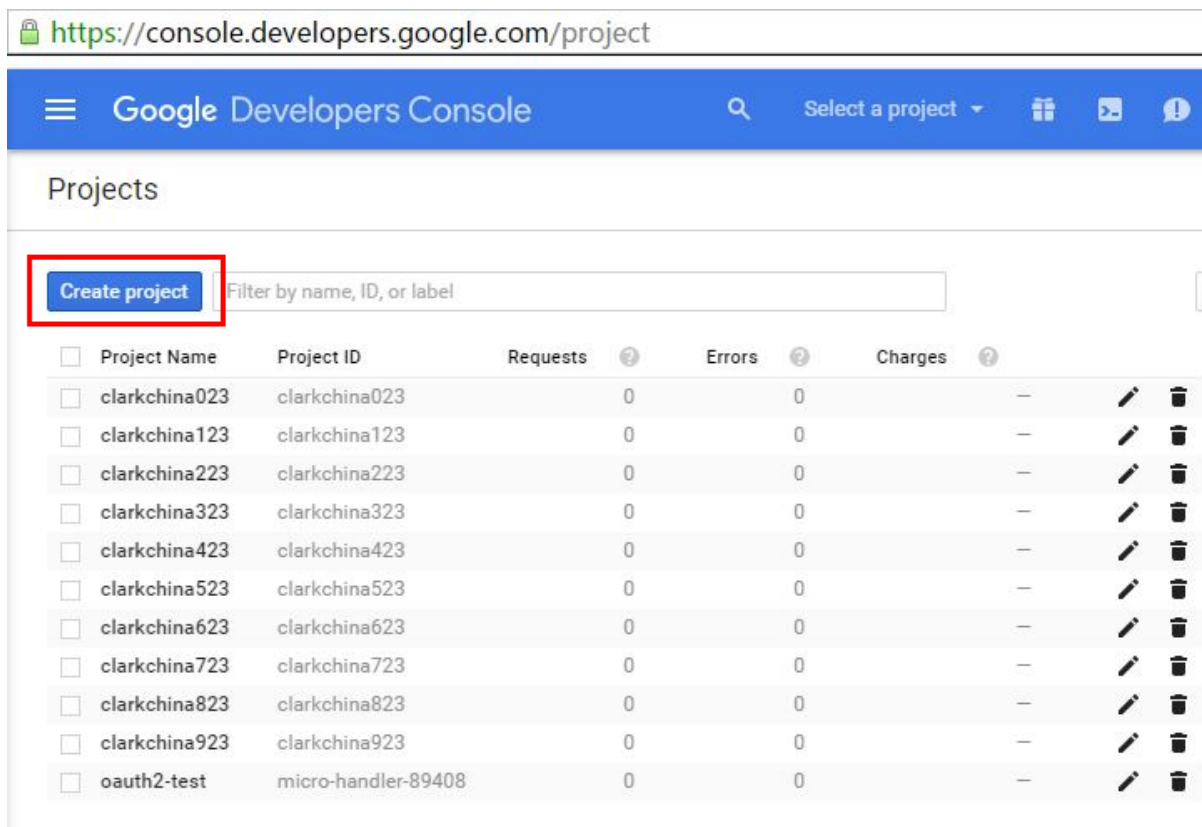 https://console.developers.google.com/project
Google Developers Console Select a project
Projects
Create project Filter by name, ID, or label
Project Name Project ID Requests Errors Charges
clarkchina023 clarkchina023 0 0 —
clarkchina123 clarkchina123 0 0 —
clarkchina223 clarkchina223 0 0 —
clarkchina323 clarkchina323 0 0 —
clarkchina423 clarkchina423 0 0 —
clarkchina523 clarkchina523 0 0 —
clarkchina623 clarkchina623 0 0 —
clarkchina723 clarkchina723 0 0 —
clarkchina823 clarkchina823 0 0 —
clarkchina923 clarkchina923 0 0 —
oauth2-test micro-handler-89408 0 0 —